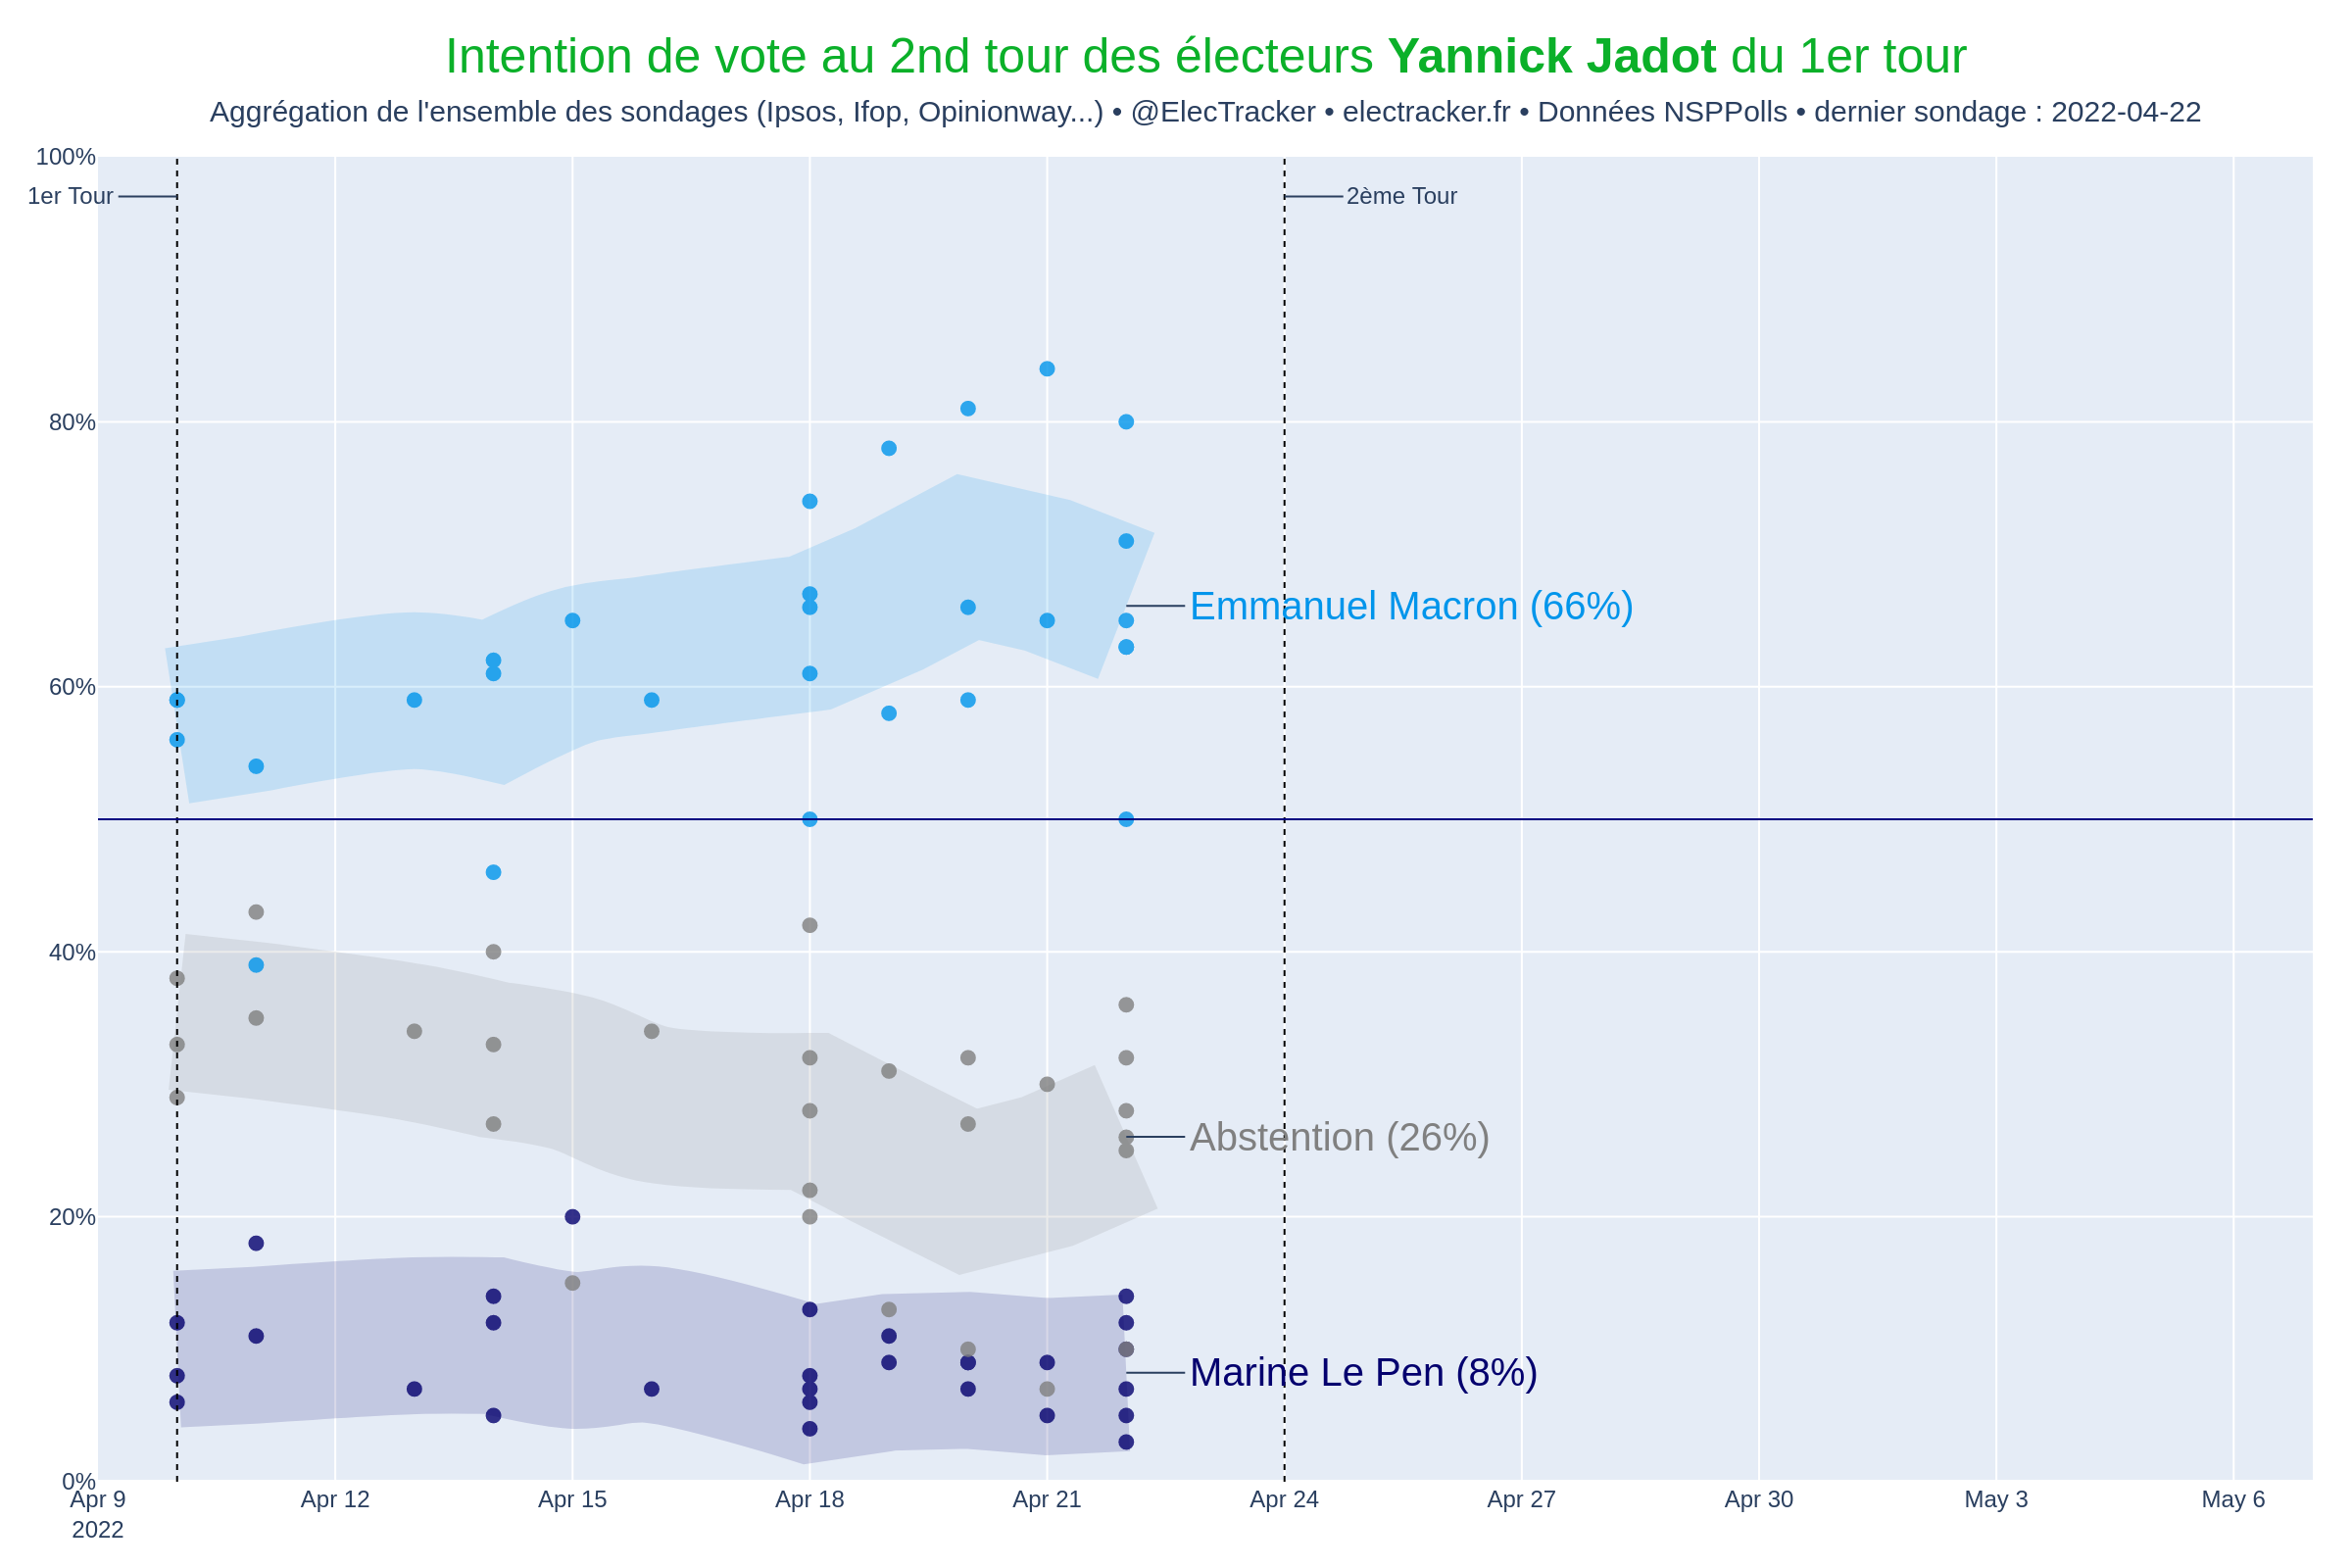 Intention de vote au 2nd tour des électeurs Yannick Jadot du 1er tour
Aggrégation de l'ensemble des sondages (Ipsos, Ifop, Opinionway...) • @ElecTracker • electracker.fr • Données NSPPolls • dernier sondage : 2022-04-22
100%
1er Tour
2ème Tour
80%
Emmanuel Macron (66%)
60%
40%
Abstention (26%)
20%
Marine Le Pen (8%)
0%
Apr 9 Apr 12 Apr 15 Apr 18 Apr 21 Apr 24 Apr 27 Apr 30 May 3 May 6
2022